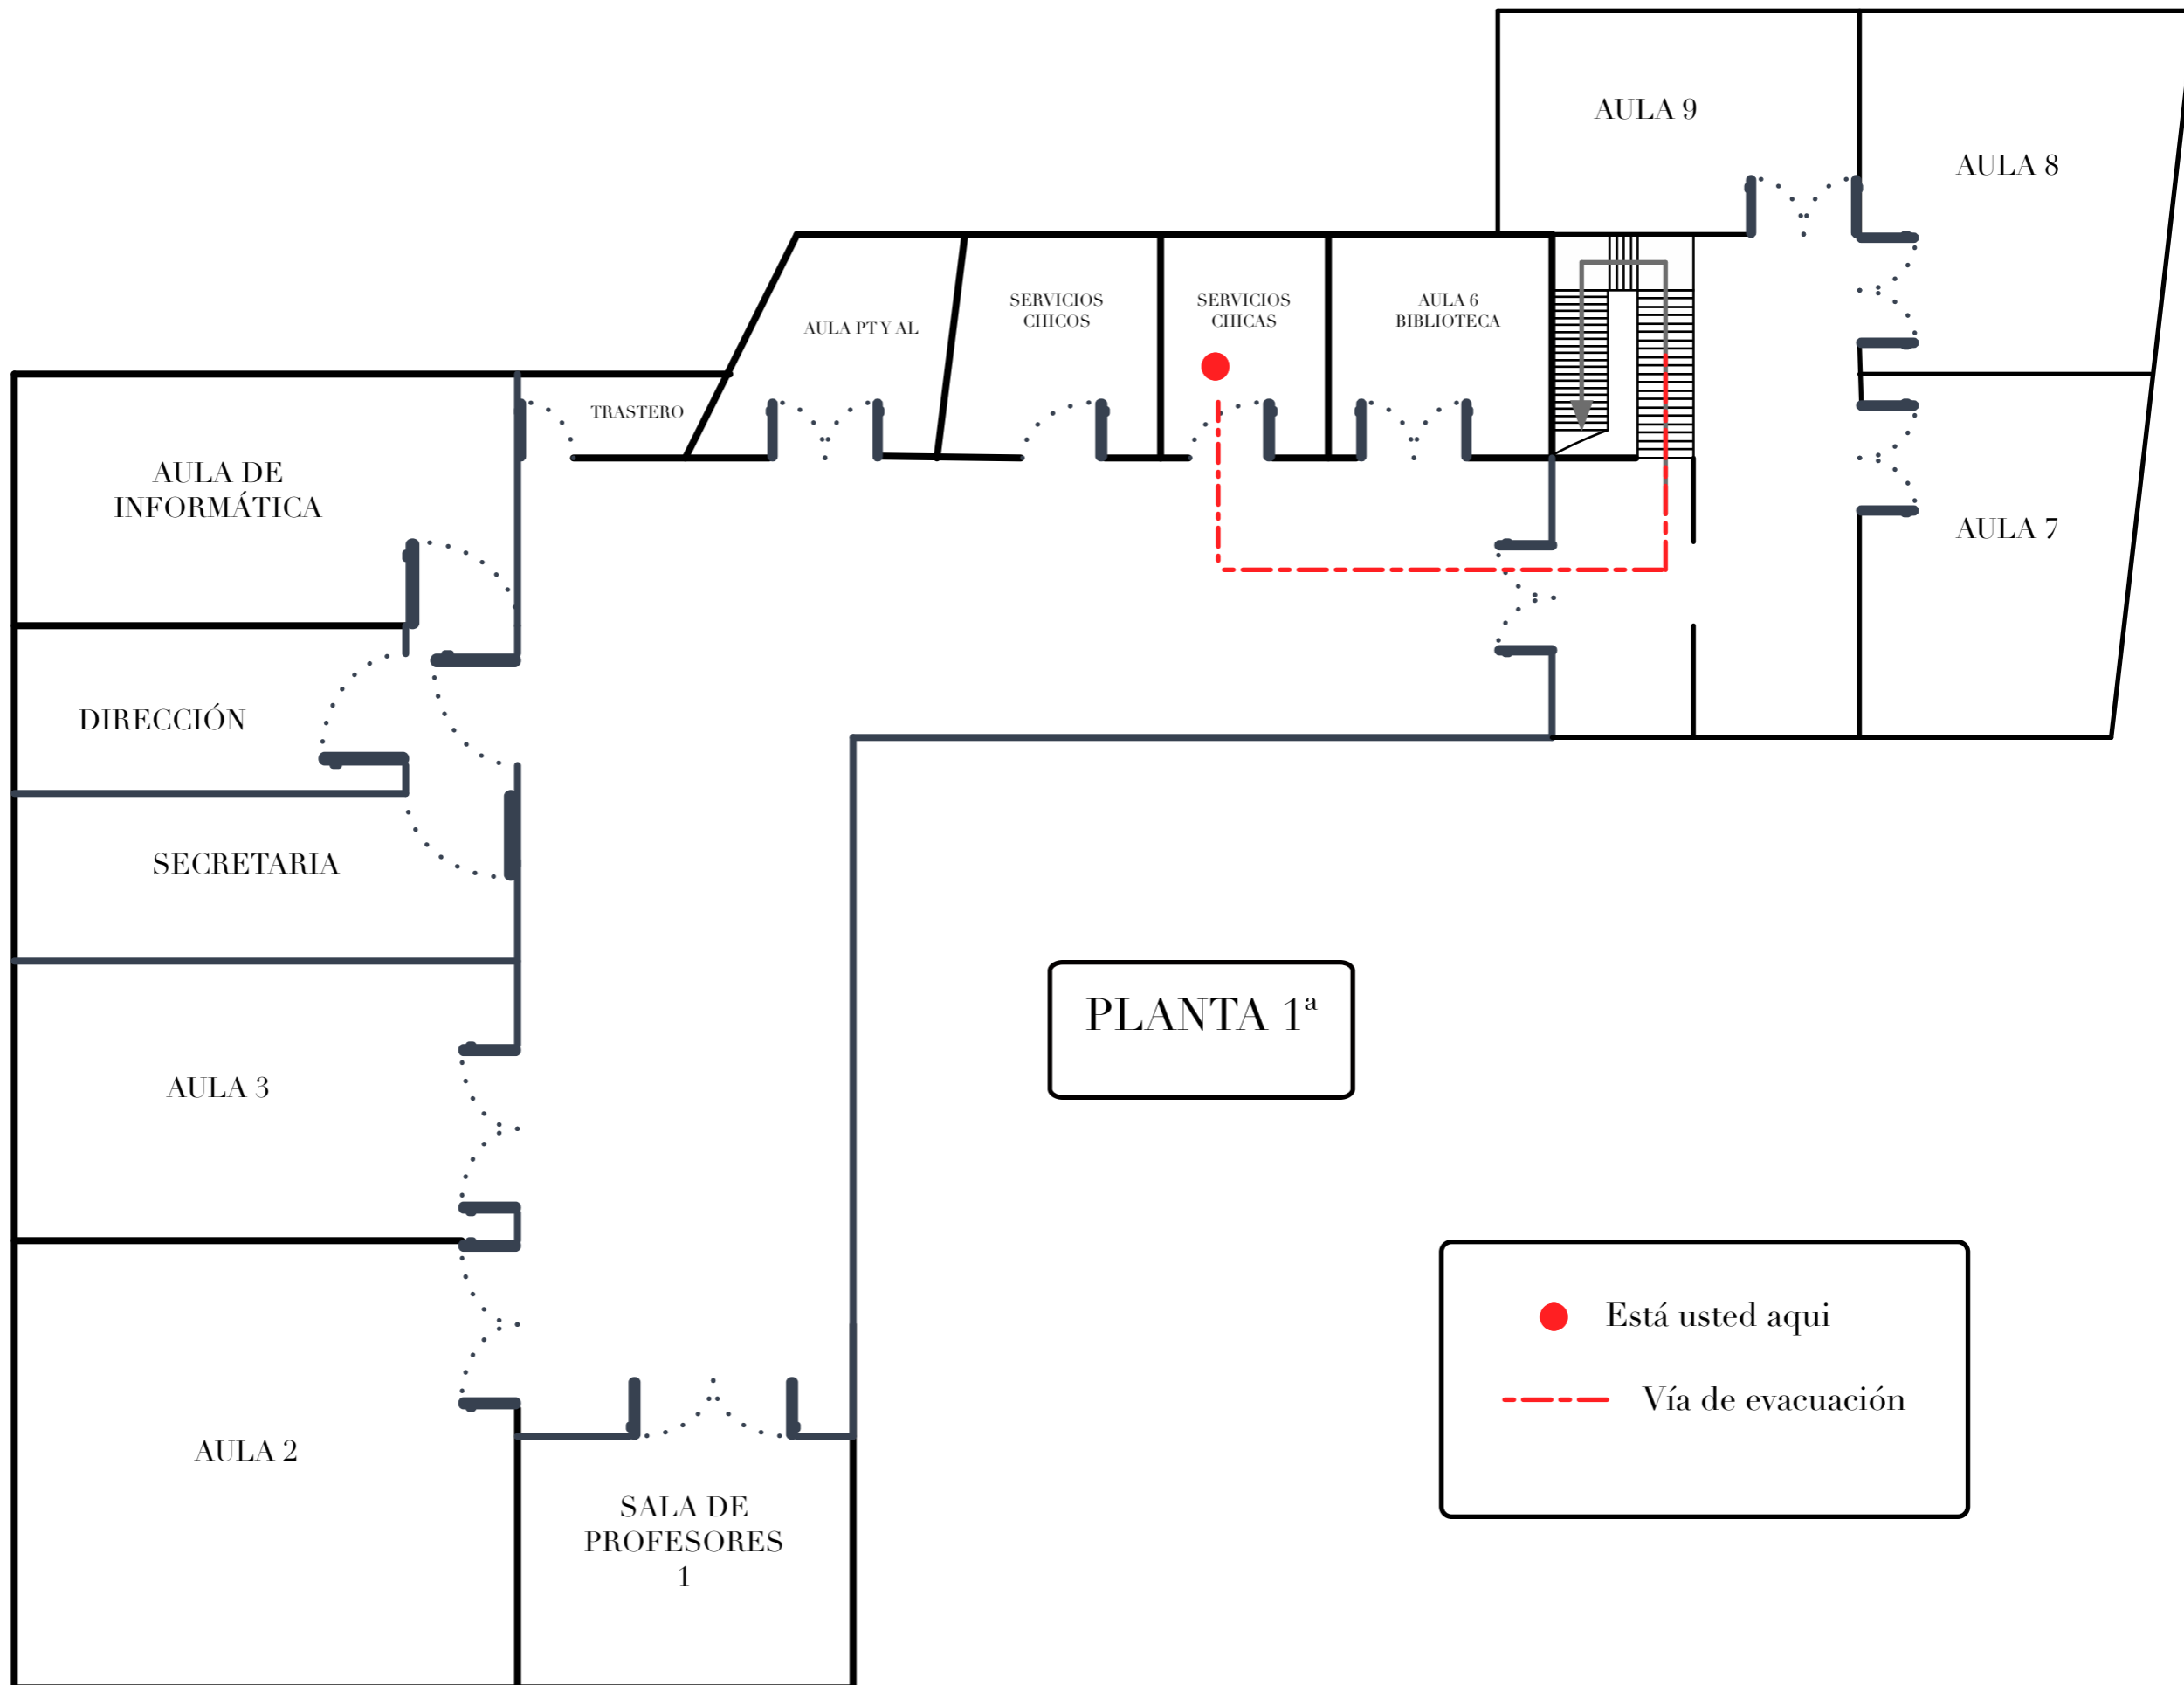 AULA 9
AULA 8
SERVICIOS
CHICOS
SERVICIOS
CHICAS
AULA 6
BIBLIOTECA
AULA PT Y AL
TRASTERO
AULA DE
INFORMÁTICA
AULA 7
DIRECCIÓN
SECRETARIA
PLANTA 1ª
AULA 3
Está usted aqui
Vía de evacuación
AULA 2
SALA DE
PROFESORES
1